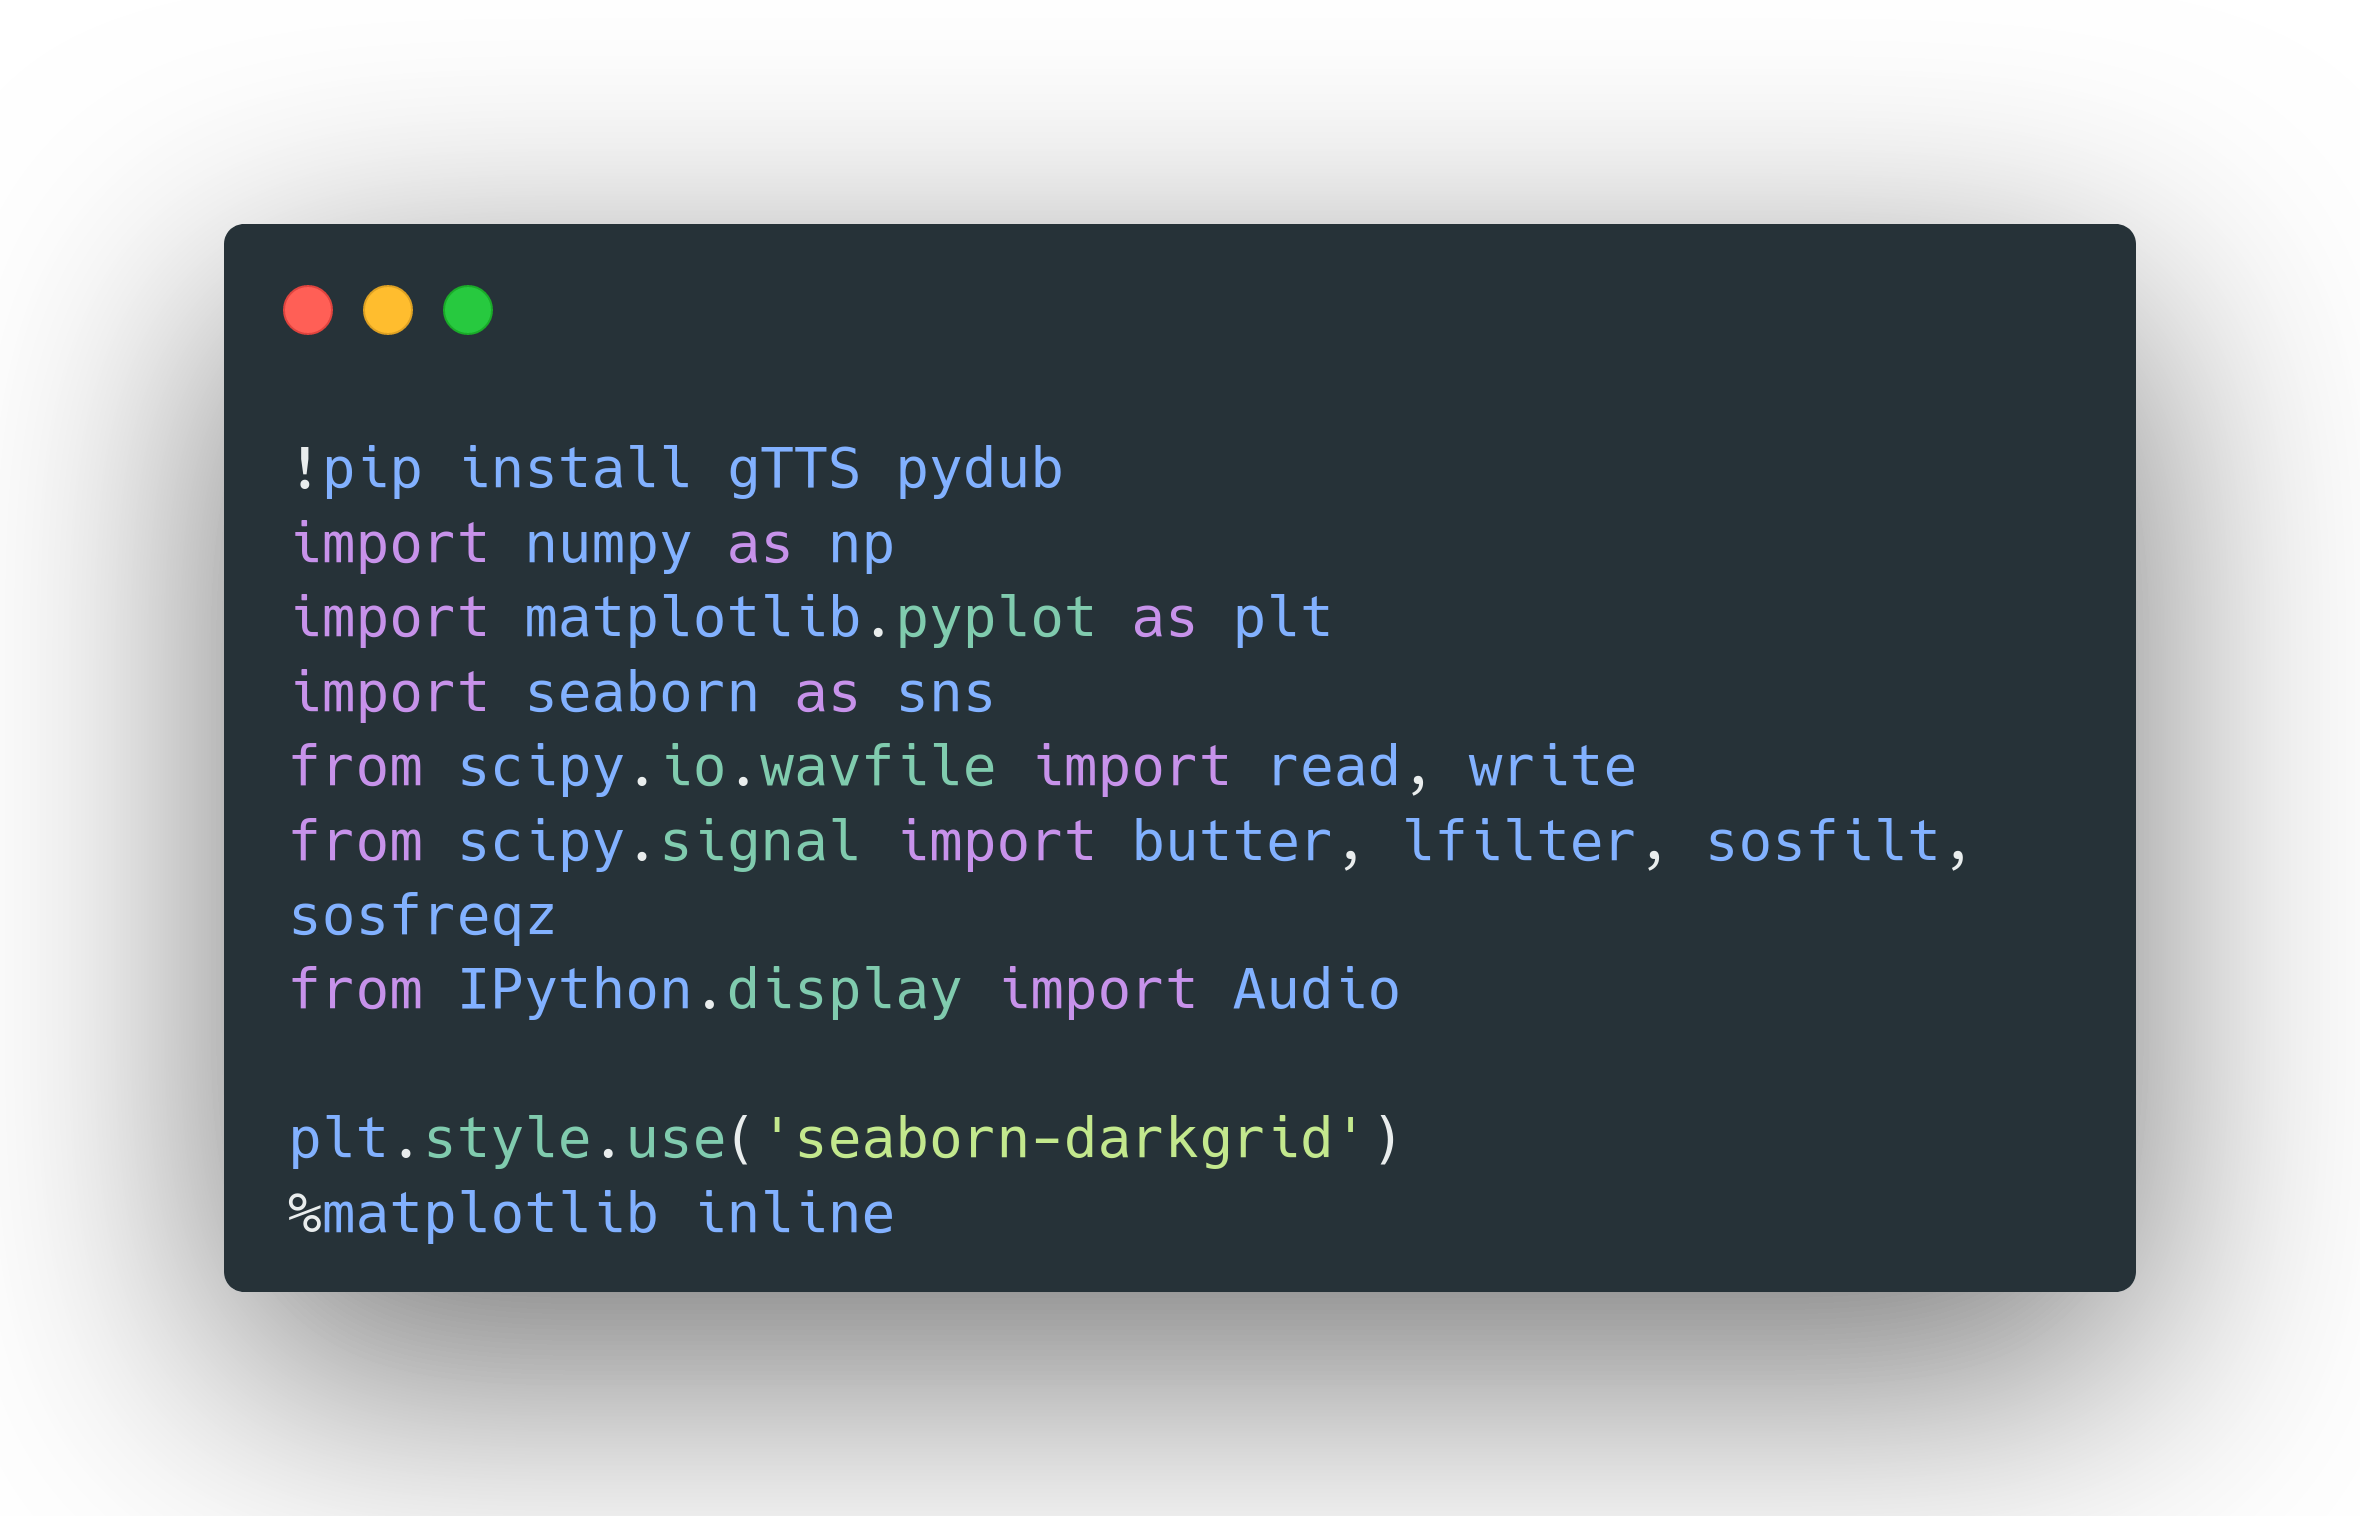 !pip install gTTS pydub
import numpy as np
import matplotlib.pyplot as plt
import seaborn as sns
from scipy.io.wavfile import read, write
from scipy.signal import butter, lfilter, sosfilt,
sosfreqz
from IPython.display import Audio
plt.style.use('seaborn-darkgrid')
%matplotlib inline